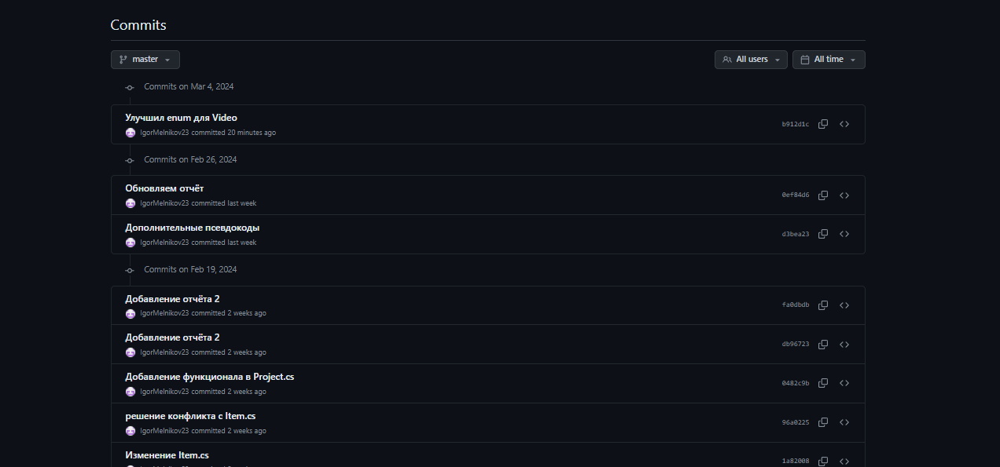 Commits
master
All users
All time
Commits on Mar 4, 2024
Улучшил enum для Video
IgorMelnikov23 committed 20 minutes ago
b912d1c
Commits on Feb 26, 2024
Обновляем отчёт
IgorMelnikov23 committed last week
0ef84d6
Дополнительные псевдокоды
IgorMelnikov23 committed last week
d3bea23
Commits on Feb 19, 2024
Добавление отчёта 2
IgorMelnikov23 committed 2 weeks ago
fa0dbdb
Добавление отчёта 2
IgorMelnikov23 committed 2 weeks ago
db96723
Добавление функционала в Project.cs
IgorMelnikov23 committed 2 weeks ago
0482c9b
решение конфликта с Item.cs
IgorMelnikov23 committed 2 weeks ago
96a0225
Изменение Item.cs
1a82008